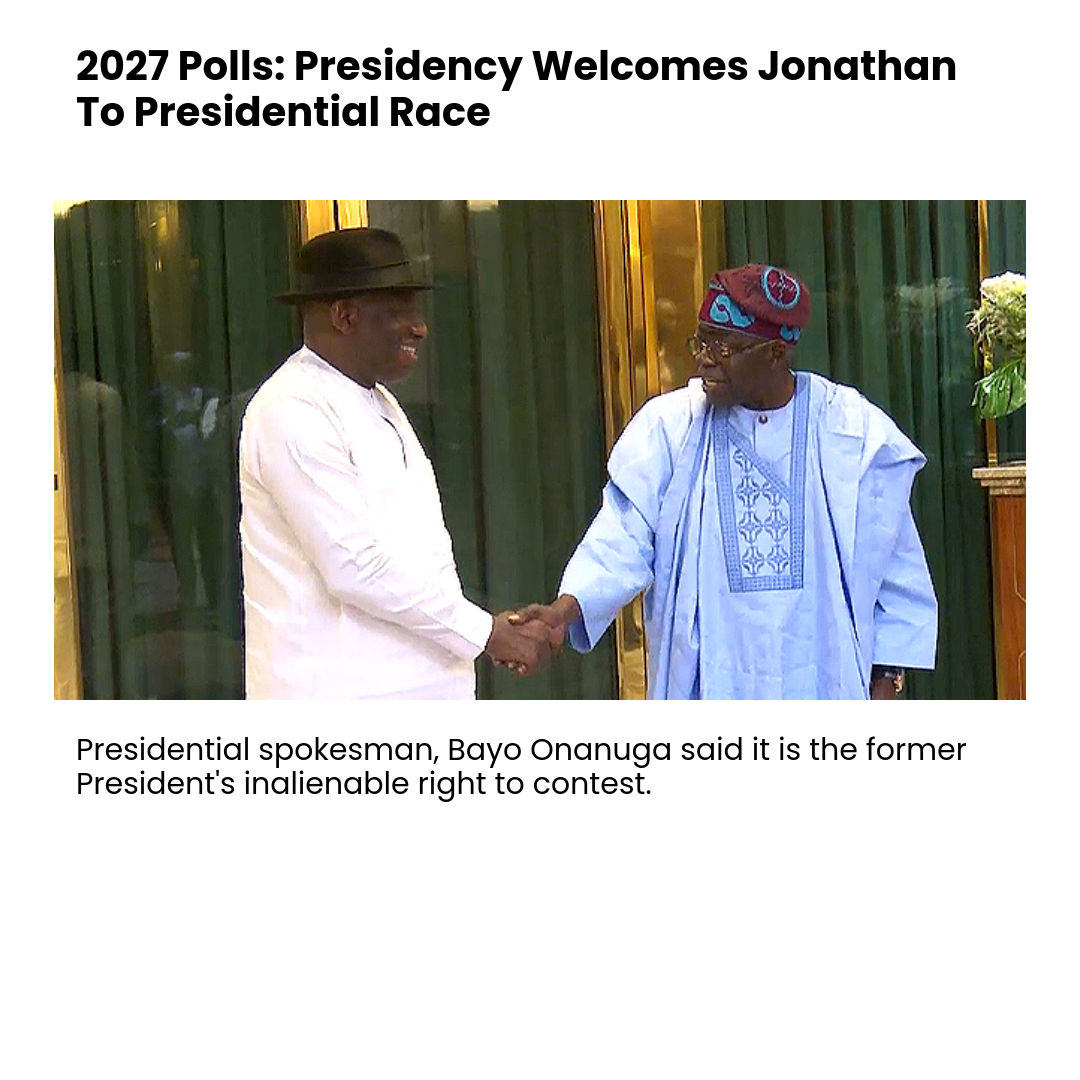 2027 Polls: Presidency Welcomes Jonathan
To Presidential Race
Presidential spokesman, Bayo Onanuga said it is the former
President's inalienable right to contest.